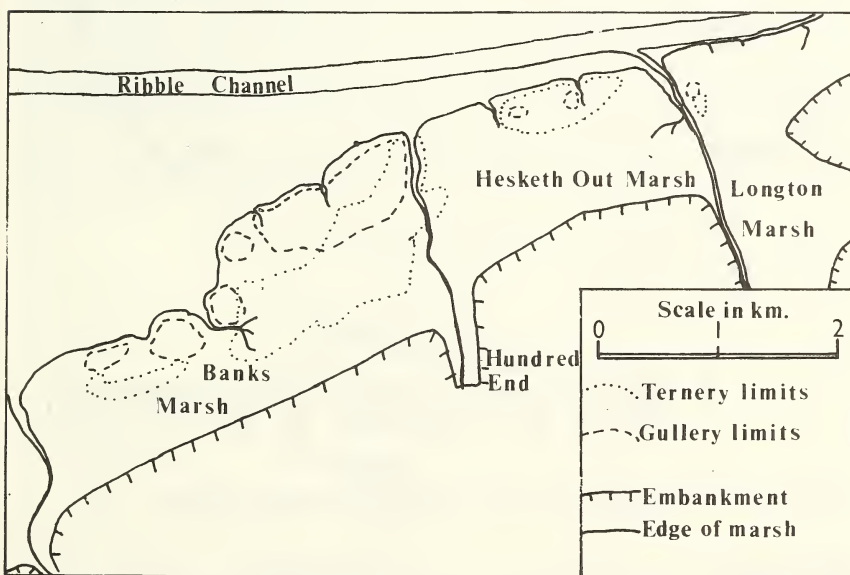 Ribble Channel
Hesketh Out Marsh
Longton
Marsh
Banks
Marsh
Hundred
End
Scale in km.
0 2
Ternery limits
Gullery limits
Embankment
Edge of marsh